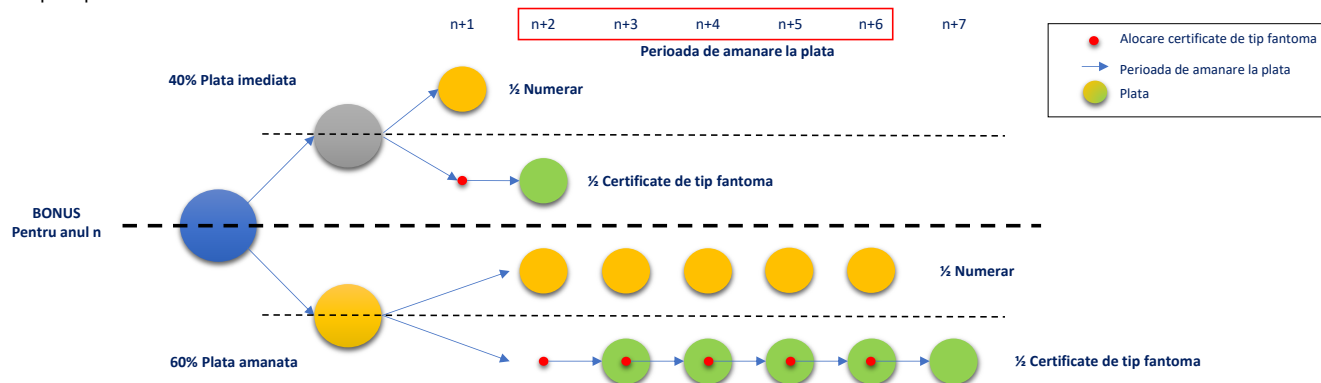 n+1 n+2 n+3 n+4 n+5 n+6 n+7
Perioada de amanare la plata
Alocare certificate de tip fantoma
Perioada de amanare la plata
Plata
40% Plata imediata
½ Numerar
½ Certificate de tip fantoma
BONUS
Pentru anul n
½ Numerar
60% Plata amanata
½ Certificate de tip fantoma